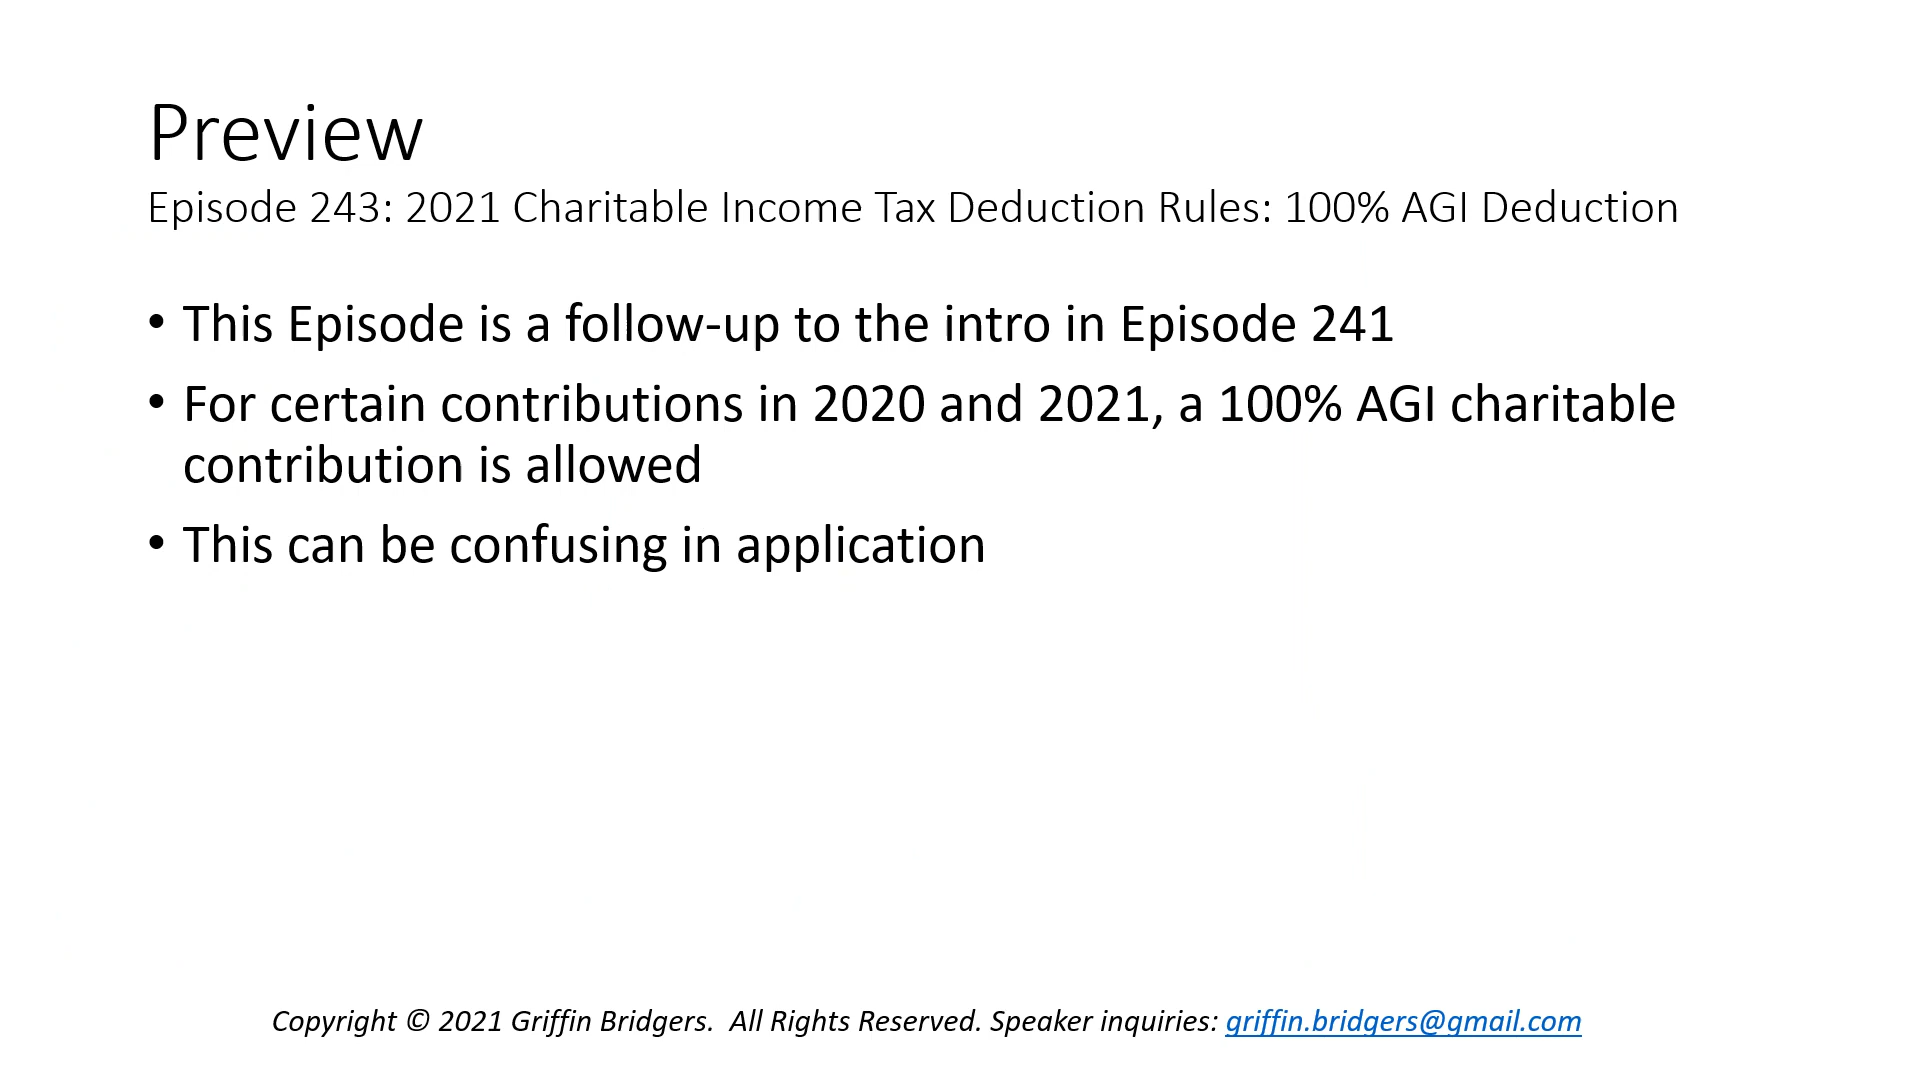 Preview
Episode 243: 2021 Charitable Income Tax Deduction Rules: 100% AGI Deduction
• This Episode is a follow-up to the intro in Episode 241
• For certain contributions in 2020 and 2021, a 100% AGI charitable
contribution is allowed
• This can be confusing in application
Copyright © 2021 Griffin Bridgers.  All Rights Reserved. Speaker inquiries: griffin.bridgers@gmail.com